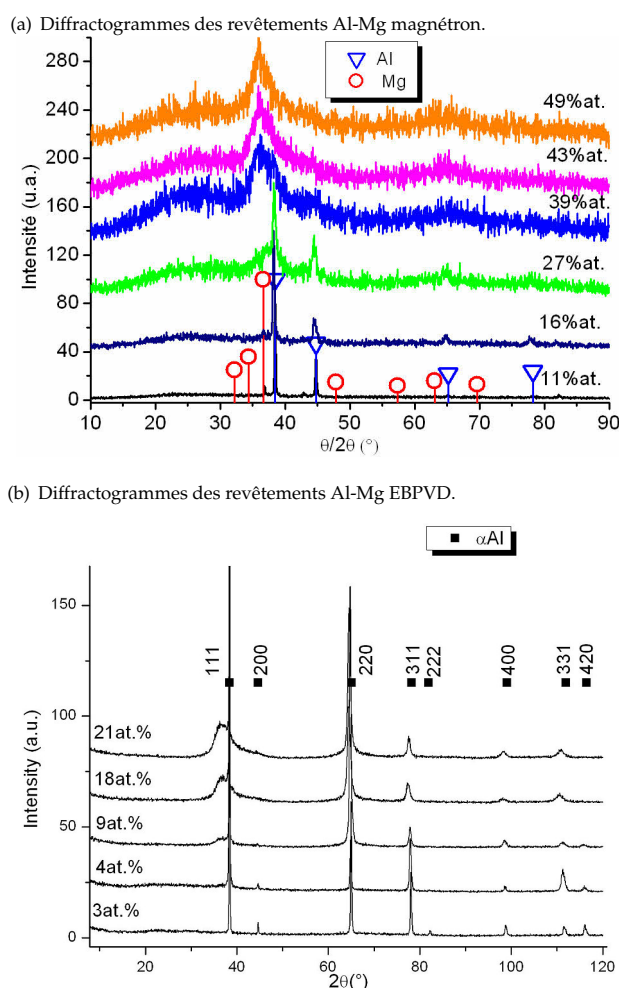 (a) Diffractogrammes des revêtements Al-Mg magnétron.
Intensité (u.a.)
280
240
200
160
120
80
40
0
Al
Mg
49%at.
43%at.
39%at.
27%at.
16%at.
11%at.
10 20 30 40 50 60 70 80 90
θ/2θ (°)
(b) Diffractogrammes des revêtements Al-Mg EBPVD.
αAl
Intensity (a.u.)
150
100
50
0
111 200 220 311 222 400 331 420
21at.%
18at.%
9at.%
4at.%
3at.%
20 40 60 80 100 120
2θ(°)